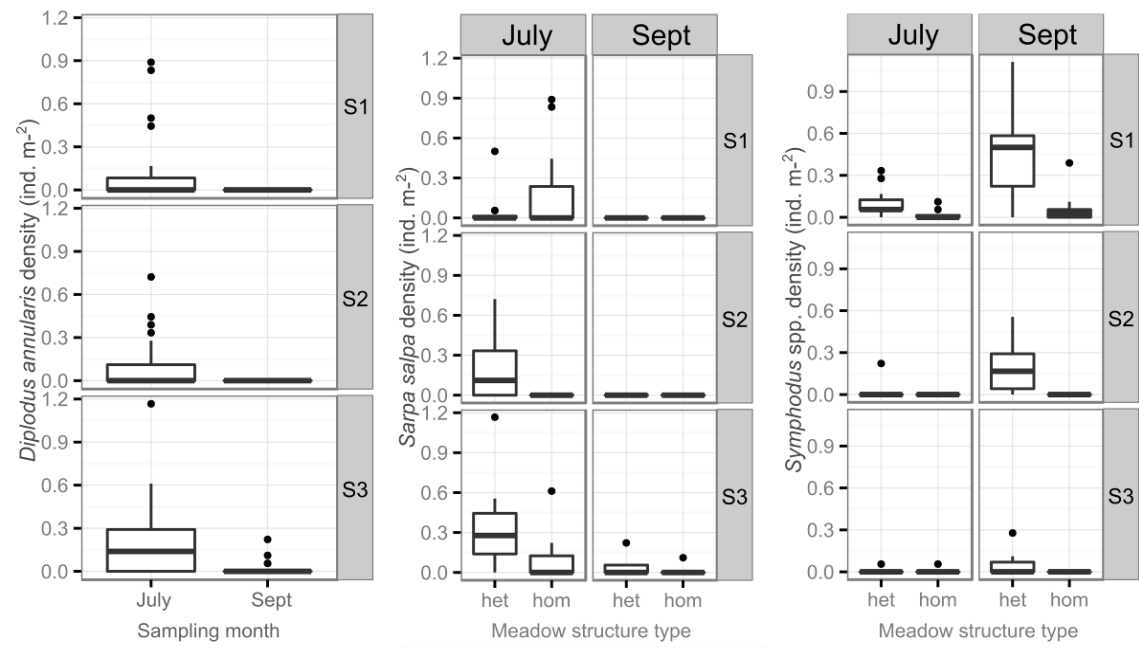 Diplodus annularis density (ind. m-²)
1.2
0.9
0.6
0.3
0.0
S1
1.2
0.9
0.6
0.3
0.0
S2
1.2
0.9
0.6
0.3
0.0
S3
July Sept
Sampling month
Sarpa salpa density (ind. m-²)
July Sept
1.2
0.9
0.6
0.3
0.0
S1
1.2
0.9
0.6
0.3
0.0
S2
1.2
0.9
0.6
0.3
0.0
S3
het hom het hom
Meadow structure type
Symphodus spp. density (ind. m-²)
July Sept
0.9
0.6
0.3
0.0
S1
0.9
0.6
0.3
0.0
S2
0.9
0.6
0.3
0.0
S3
het hom het hom
Meadow structure type